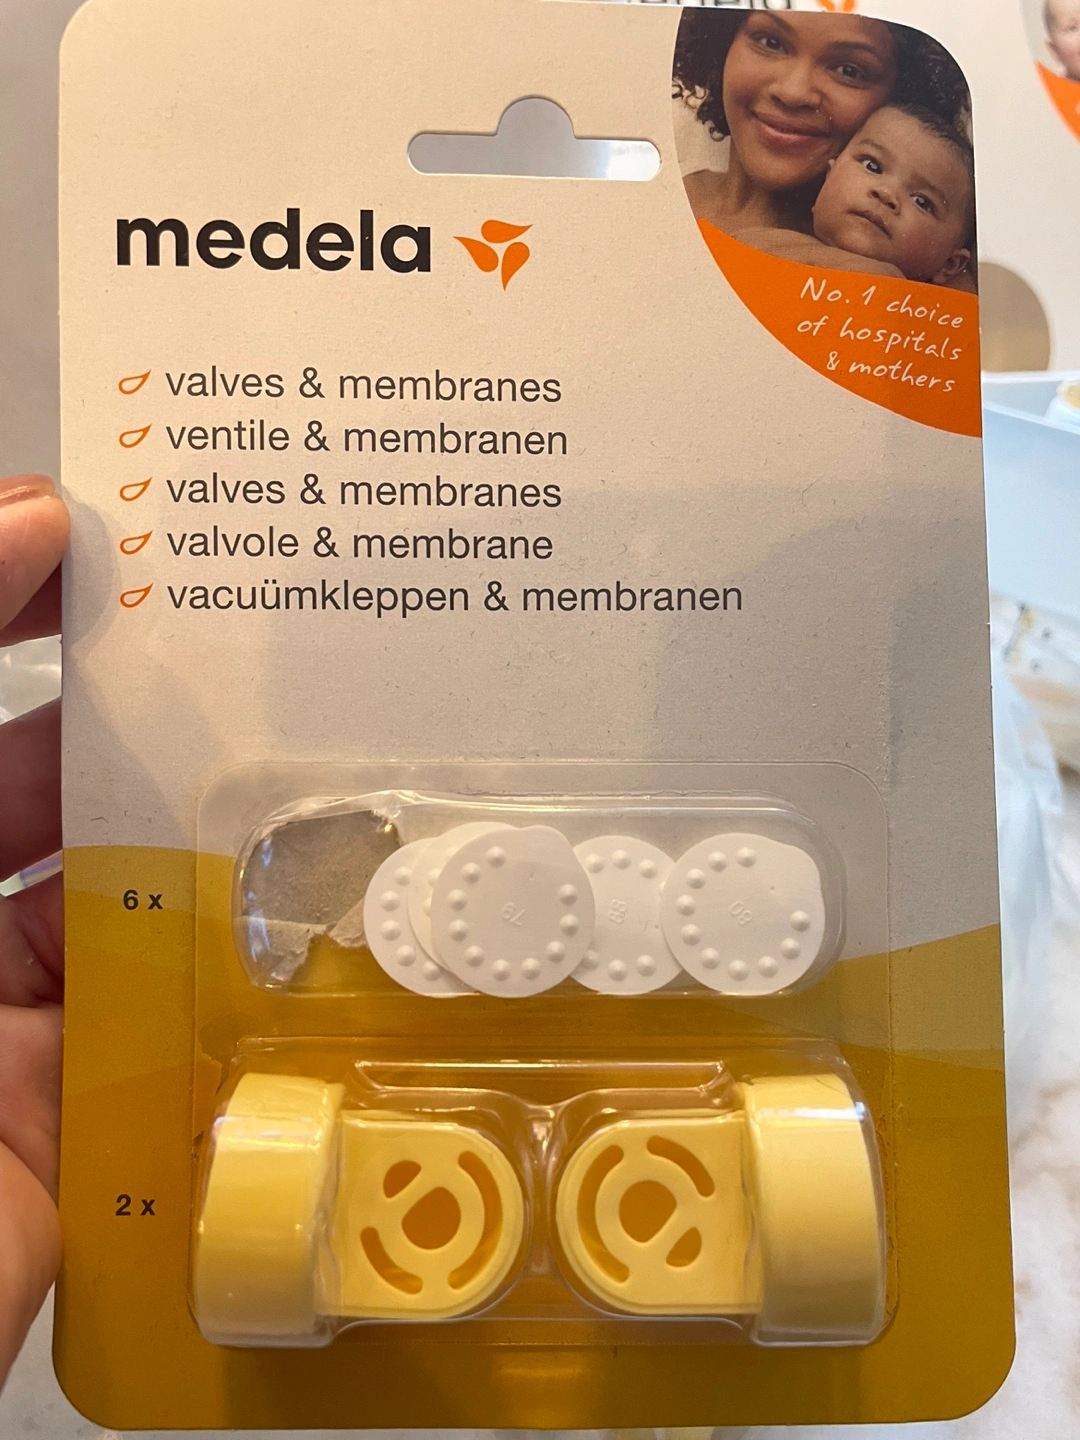 medela
No. 1 choice
of hospitals
& mothers
valves & membranes
ventile & membranen
valves & membranes
valvole & membrane
vacuümkleppen & membranen
6 x
79
2 x